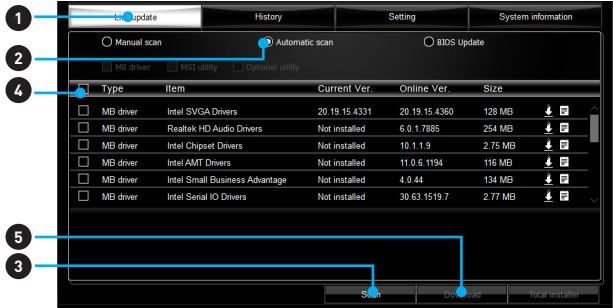 1 Live update History Setting System information
2 Manual scan Automatic scan BIOS Update
MB driver MSI utility Optional utility
4 Type Item Current Ver. Online Ver. Size
MB driver Intel SVGA Drivers 20.19.15.4331 20.19.15.4360 128 MB
MB driver Realtek HD Audio Drivers Not installed 6.0.1.7885 254 MB
MB driver Intel Chipset Drivers Not installed 10.1.1.9 2.75 MB
MB driver Intel AMT Drivers Not installed 11.0.6.1194 116 MB
MB driver Intel Small Business Advantage Not installed 4.0.44 134 MB
MB driver Intel Serial IO Drivers Not installed 30.63.1519.7 2.77 MB
5
3 Scan Download Total installer